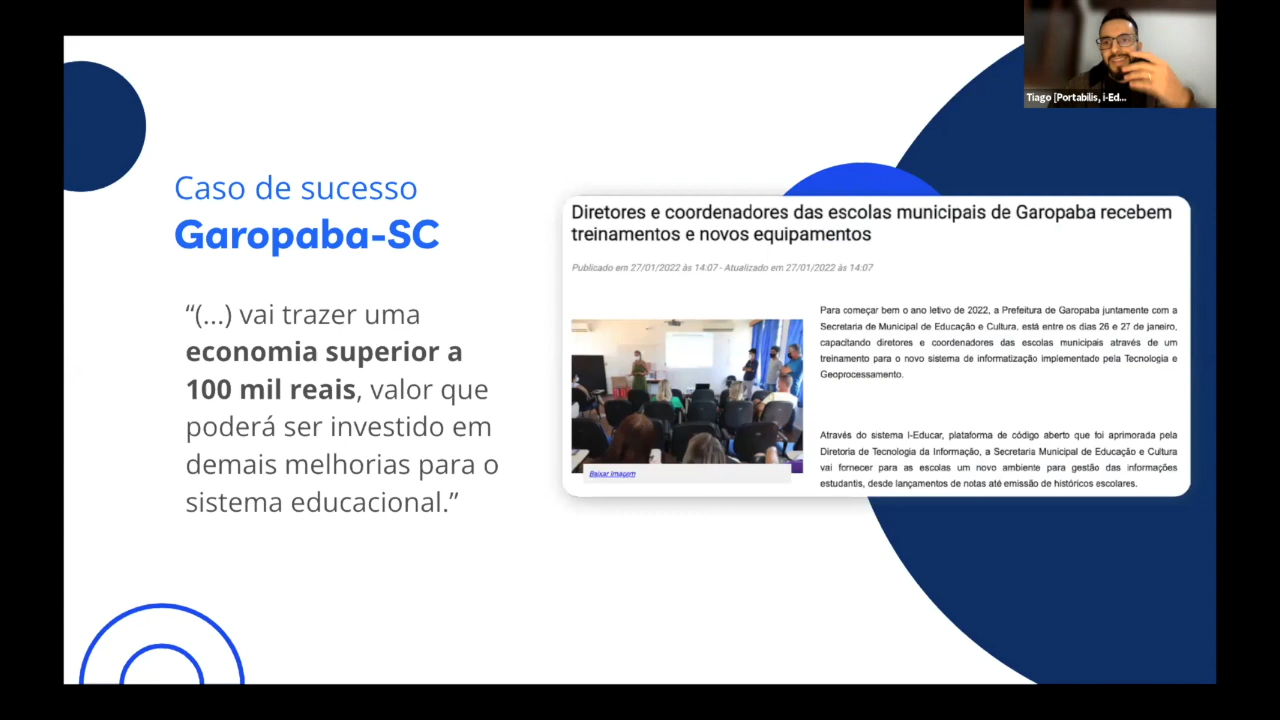 Tiago [Portabilis, i-Ed...
Caso de sucesso
Garopaba-SC
“(...) vai trazer uma
economia superior a
100 mil reais, valor que
poderá ser investido em
demais melhorias para o
sistema educacional.”
Diretores e coordenadores das escolas municipais de Garopaba recebem
treinamentos e novos equipamentos
Publicado em 27/01/2022 às 14:07 - Atualizado em 27/01/2022 às 14:07
Para começar bem o ano letivo de 2022, a Prefeitura de Garopaba juntamente com a
Secretaria de Municipal de Educação e Cultura, está entre os dias 26 e 27 de janeiro,
capacitando diretores e coordenadores das escolas municipais através de um
treinamento para o novo sistema de informatização implementado pela Tecnologia e
Geoprocessamento.
Através do sistema I-Educar, plataforma de código aberto que foi aprimorada pela
Diretoria de Tecnologia da Informação, a Secretaria Municipal de Educação e Cultura
vai fornecer para as escolas um novo ambiente para gestão das informações
estudantis, desde lançamentos de notas até emissão de históricos escolares.
Baixar Imagem